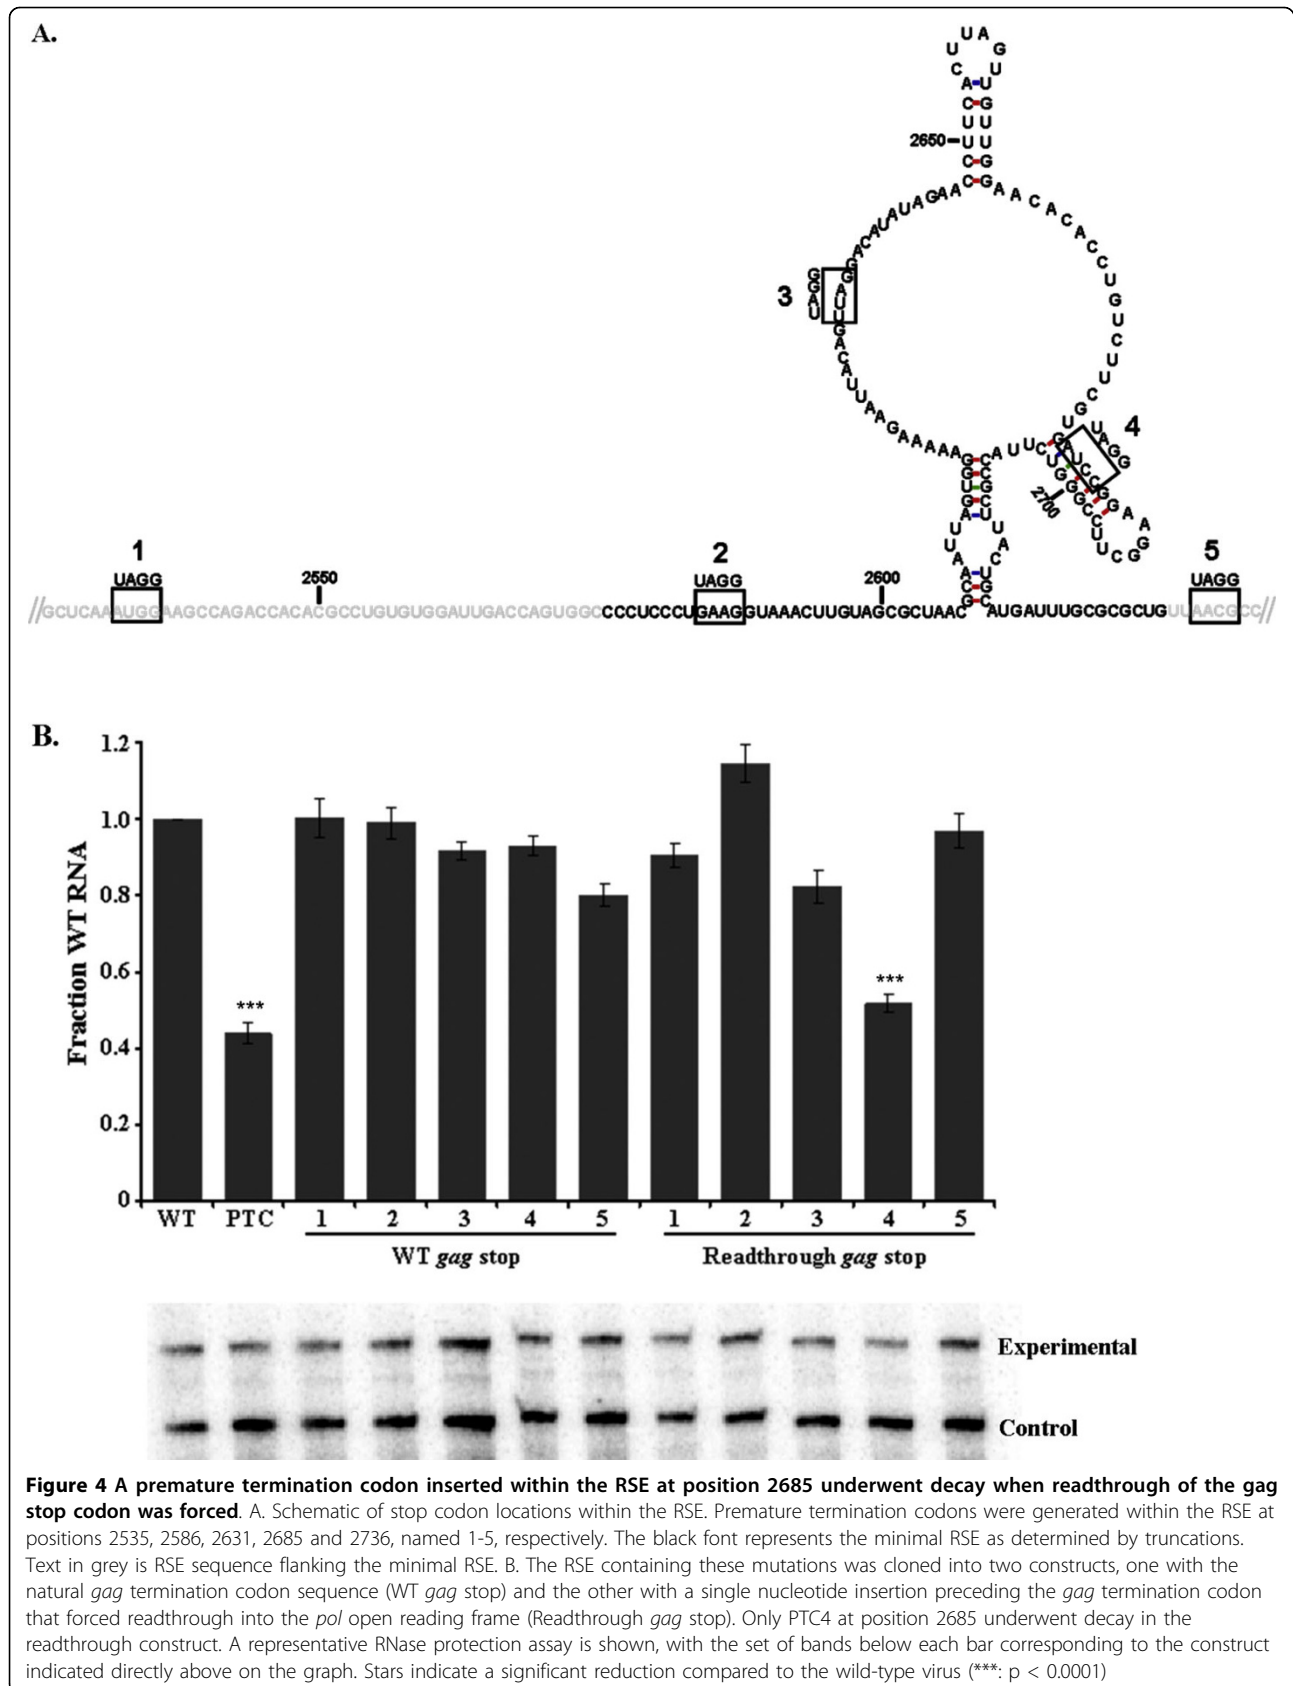 A.
UAGG
1
2550
UAGG
2
2600
3
GGAU
2650
UAGG
4
2700
5
UAGG
//GCUCAAAUGGAAGCCAGACCACACGCCUGUGUGGAUUGACCAGUGGCCCCUCCCUGAAGGUAAACUUGUAGCGCUAAC
AUGAUUUGCGCGCUGUUAACGCC//
B.
Fraction WT RNA
1.2
1.0
0.8
0.6
0.4
0.2
0
***
***
WT PTC 1 2 3 4 5 1 2 3 4 5
WT gag stop Readthrough gag stop
Experimental
Control
Figure 4 A premature termination codon inserted within the RSE at position 2685 underwent decay when readthrough of the gag
stop codon was forced. A. Schematic of stop codon locations within the RSE. Premature termination codons were generated within the RSE at
positions 2535, 2586, 2631, 2685 and 2736, named 1-5, respectively. The black font represents the minimal RSE as determined by truncations.
Text in grey is RSE sequence flanking the minimal RSE. B. The RSE containing these mutations was cloned into two constructs, one with the
natural gag termination codon sequence (WT gag stop) and the other with a single nucleotide insertion preceding the gag termination codon
that forced readthrough into the pol open reading frame (Readthrough gag stop). Only PTC4 at position 2685 underwent decay in the
readthrough construct. A representative RNase protection assay is shown, with the set of bands below each bar corresponding to the construct
indicated directly above on the graph. Stars indicate a significant reduction compared to the wild-type virus (***: p < 0.0001)